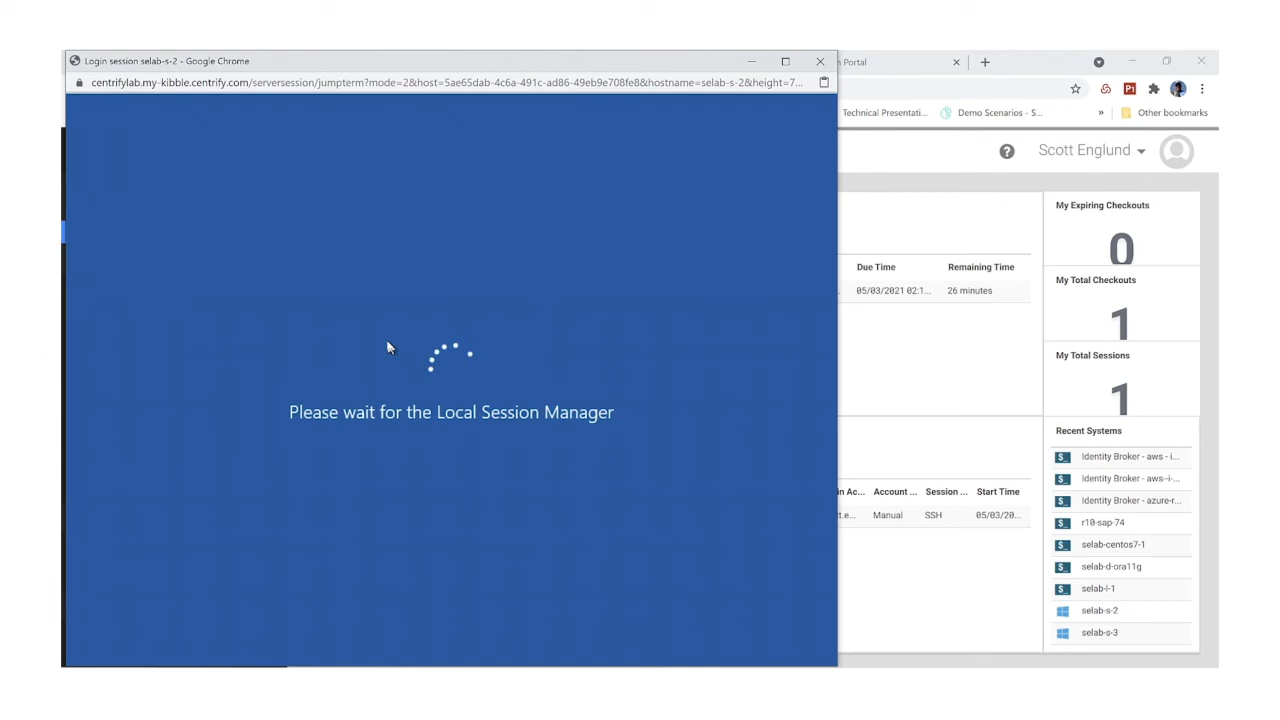 Login session selab-s-2 - Google Chrome
centrifylab.my-kibble.centrify.com/serversession/jumpterm?mode=2&host=5ae65dab-4c6a-491c-ad86-49eb9e708fe8&hostname=selab-s-2&height=7...
Portal
Technical Presentati...
Demo Scenarios - S...
»
Other bookmarks
Scott Englund
Please wait for the Local Session Manager
Due Time Remaining Time
05/03/2021 02:1... 26 minutes
in Ac... Account ... Session ... Start Time
tt.e... Manual SSH 05/03/20...
My Expiring Checkouts
0
My Total Checkouts
1
My Total Sessions
1
Recent Systems
Identity Broker - aws - i...
Identity Broker - aws--i-...
Identity Broker - azure-r...
r10-sap-74
selab-centos7-1
selab-d-ora11g
selab-l-1
selab-s-2
selab-s-3